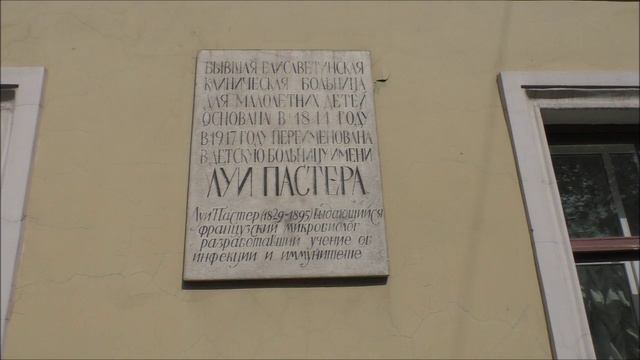 БЫВШАЯ ЕЛИСАВЕТИНСКАЯ
КЛИНИЧЕСКАЯ БОЛЬНИЦА
ДЛЯ МАЛОЛЕТНИХ ДЕТЕЙ
ОСНОВАНА В 1844 ГОДУ
В 1917 ГОДУ ПЕРЕИМЕНОВАНА
В ДЕТСКУЮ БОЛЬНИЦУ ИМЕНИ
ЛУИ ПАСТЕРА
Луи Пастер (1829-1895) выдающийся
французский микробиолог
разработавший учение об
инфекции и иммунитете